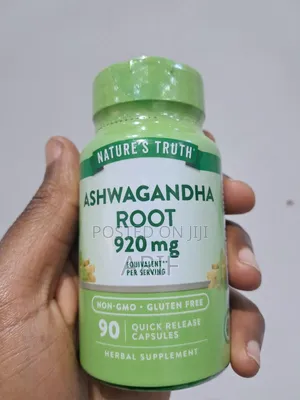 NATURE'S TRUTH®
ASHWAGANDHA
ROOT
POSTED ON JIJI
920 mg
ARIF
EQUIVALENT**
PER SERVING
NON-GMO • GLUTEN FREE
90 QUICK RELEASE
CAPSULES
HERBAL SUPPLEMENT